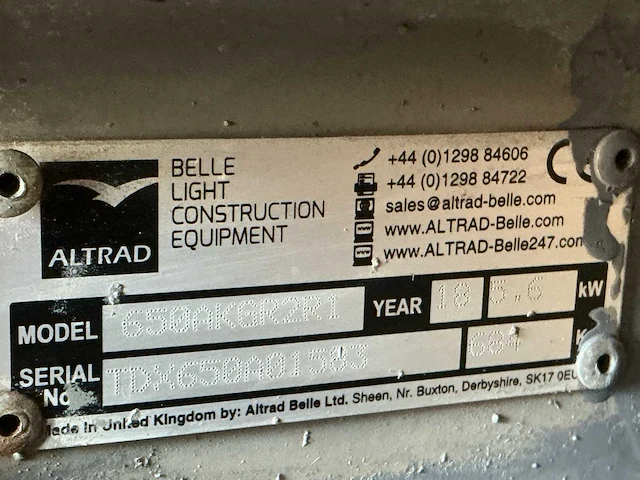 ALTRAD
BELLE
LIGHT
CONSTRUCTION
EQUIPMENT
+44 (0)1298 84606
+44 (0)1298 84722
sales@altrad-belle.com
www.ALTRAD-Belle.com
www.ALTRAD-Belle247.com
MODEL 650AKGR2R1 YEAR 18 5.6 kW
SERIAL No. TDX650A01503 604
Made in United Kingdom by: Altrad Belle Ltd. Sheen, Nr. Buxton, Derbyshire, SK17 0EU